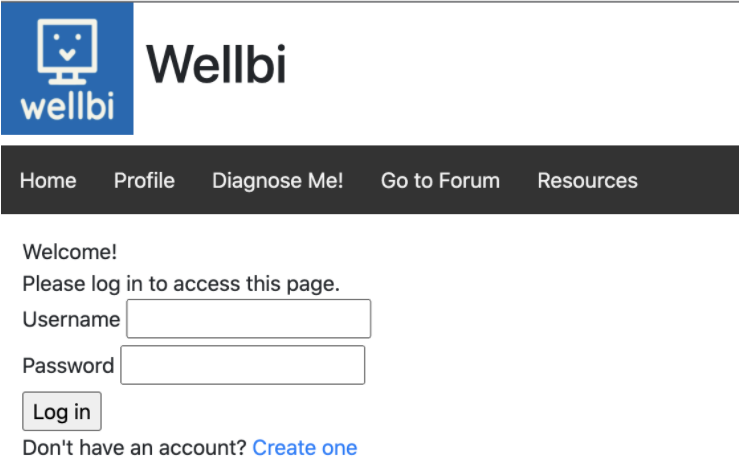 wellbi
Wellbi
Home Profile Diagnose Me! Go to Forum Resources
Welcome!
Please log in to access this page.
Username
Password
Log in
Don't have an account? Create one